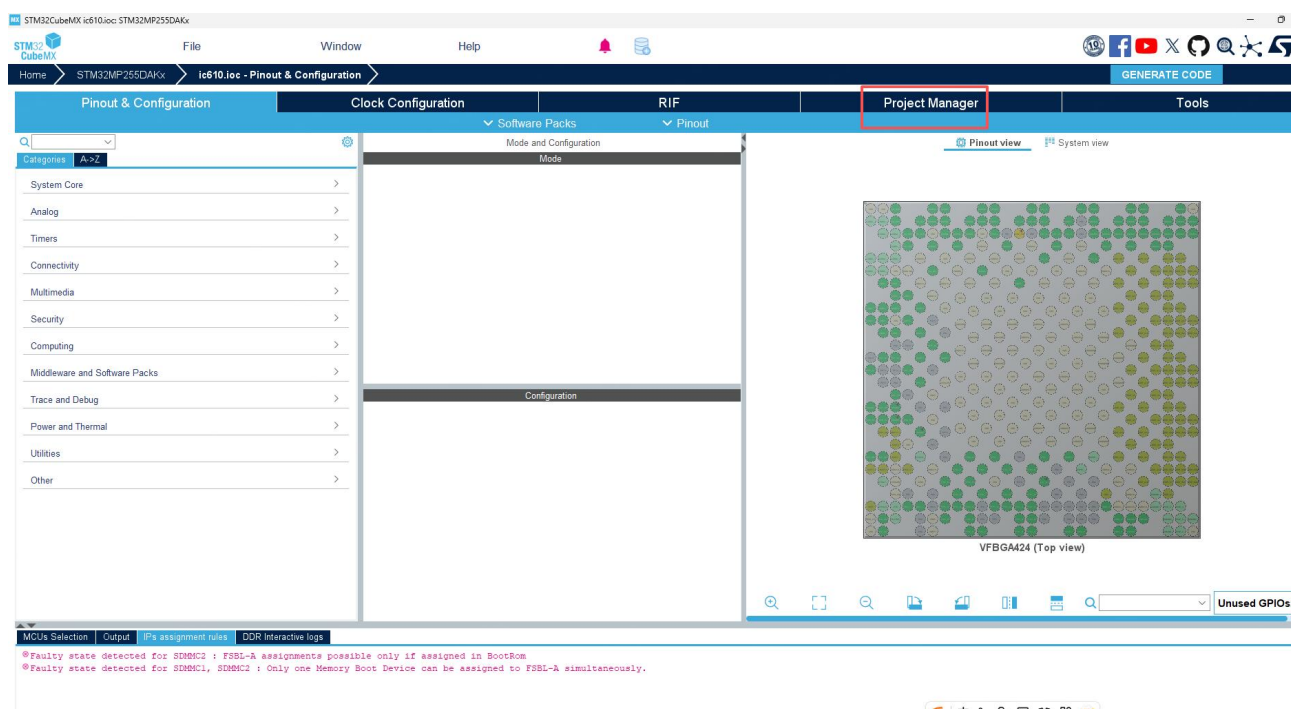 STM32CubeMX ic610.ioc: STM32MP255DAKx
STM32 CubeMX
File Window Help
Home STM32MP255DAKx ic610.ioc - Pinout & Configuration GENERATE CODE
Pinout & Configuration Clock Configuration RIF Project Manager Tools
Software Packs Pinout
Categories A->Z
System Core
Analog
Timers
Connectivity
Multimedia
Security
Computing
Middleware and Software Packs
Trace and Debug
Power and Thermal
Utilities
Other
Mode and Configuration
Mode
Configuration
Pinout view System view
VFBGA424 (Top view)
Unused GPIOs
MCUs Selection Output IPs assignment rules DDR Interactive logs
Faulty state detected for SDMMC2 : FSBL-A assignments possible only if assigned in BootRom
Faulty state detected for SDMMC1, SDMMC2 : Only one Memory Boot Device can be assigned to FSBL-A simultaneously.